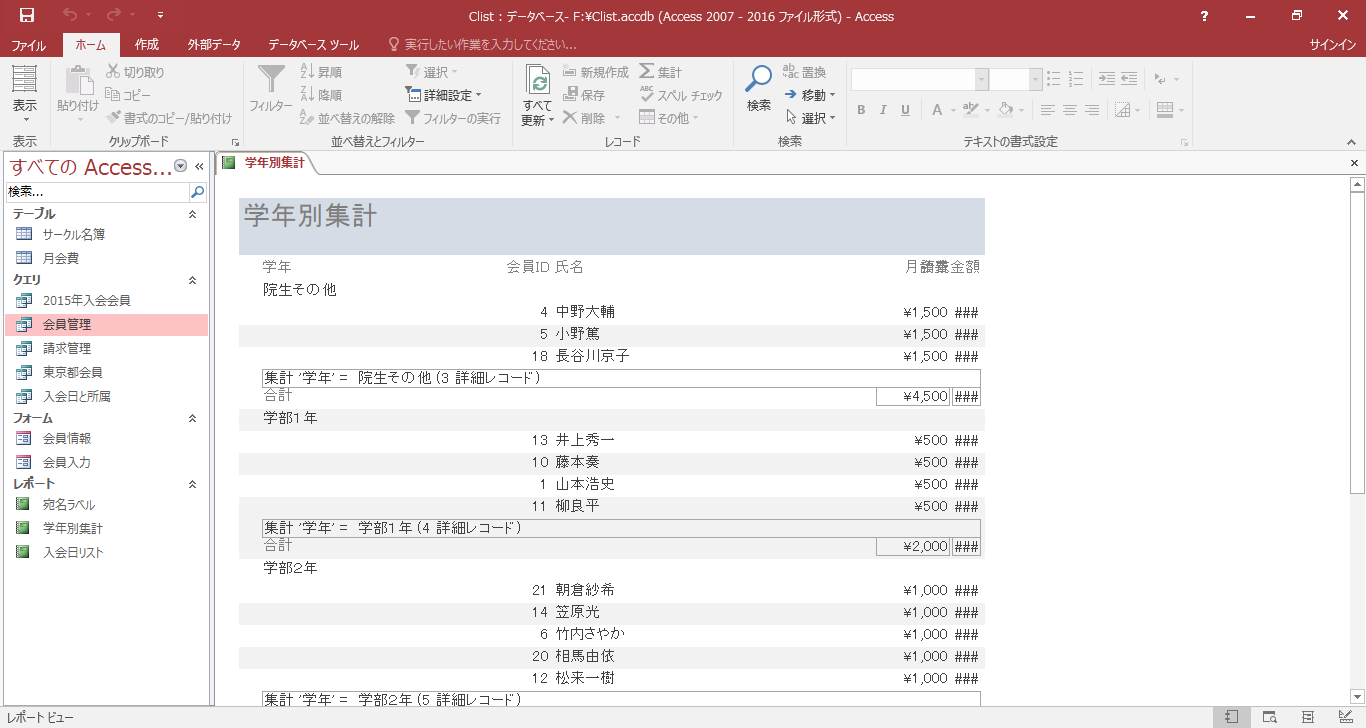 Clist : データベース- F:¥Clist.accdb (Access 2007 - 2016 ファイル形式) - Access
?
ファイル ホーム 作成 外部データ データベース ツール 実行したい作業を入力してください... サインイン
表示
表示
貼り付け
切り取り
コピー
書式のコピー/貼り付け
クリップボード
フィルター
昇順
降順
並べ替えの解除
選択
詳細設定
フィルターの実行
並べ替えとフィルター
すべて
更新
新規作成
保存
削除
集計
スペル チェック
その他
レコード
検索
置換
移動
選択
検索
B I U A
テキストの書式設定
すべての Access...
検索...
テーブル
サークル名簿
月会費
クエリ
2015年入会会員
会員管理
請求管理
東京都会員
入会日と所属
フォーム
会員情報
会員入力
レポート
宛名ラベル
学年別集計
入会日リスト
学年別集計
学年別集計
学年 会員ID 氏名 金額
院生その他
4 中野大輔 ¥1,500 ###
5 小野篤 ¥1,500 ###
18 長谷川京子 ¥1,500 ###
集計 '学年' = 院生その他 (3 詳細レコード)
合計 ¥4,500 ###
学部1年
13 井上秀一 ¥500 ###
10 藤本奏 ¥500 ###
1 山本浩史 ¥500 ###
11 柳良平 ¥500 ###
集計 '学年' = 学部1年 (4 詳細レコード)
合計 ¥2,000 ###
学部2年
21 朝倉紗希 ¥1,000 ###
14 笠原光 ¥1,000 ###
6 竹内さやか ¥1,000 ###
20 相馬由依 ¥1,000 ###
12 松来一樹 ¥1,000 ###
集計 '学年' = 学部2年 (5 詳細レコード)
レポート ビュー